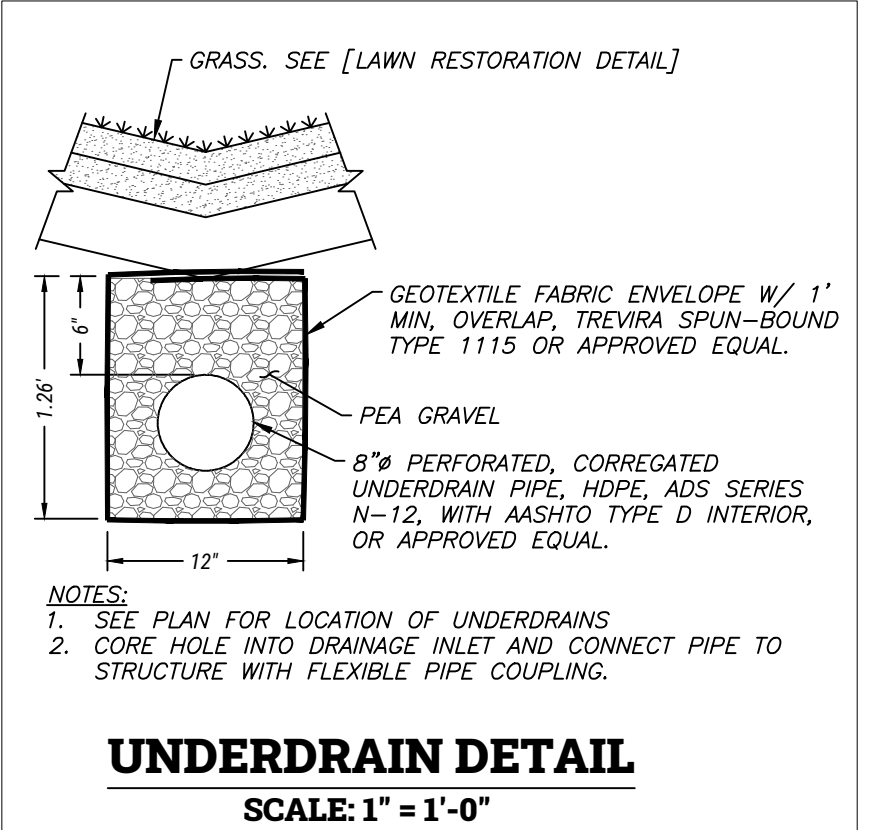 GRASS. SEE [LAWN RESTORATION DETAIL]
6"
1.26'
GEOTEXTILE FABRIC ENVELOPE W/ 1'
MIN, OVERLAP, TREVIRA SPUN-BOUND
TYPE 1115 OR APPROVED EQUAL.
PEA GRAVEL
8"ø PERFORATED, CORREGATED
UNDERDRAIN PIPE, HDPE, ADS SERIES
N-12, WITH AASHTO TYPE D INTERIOR,
OR APPROVED EQUAL.
12"
NOTES:
1. SEE PLAN FOR LOCATION OF UNDERDRAINS
2. CORE HOLE INTO DRAINAGE INLET AND CONNECT PIPE TO
STRUCTURE WITH FLEXIBLE PIPE COUPLING.
UNDERDRAIN DETAIL
SCALE: 1" = 1'-0"